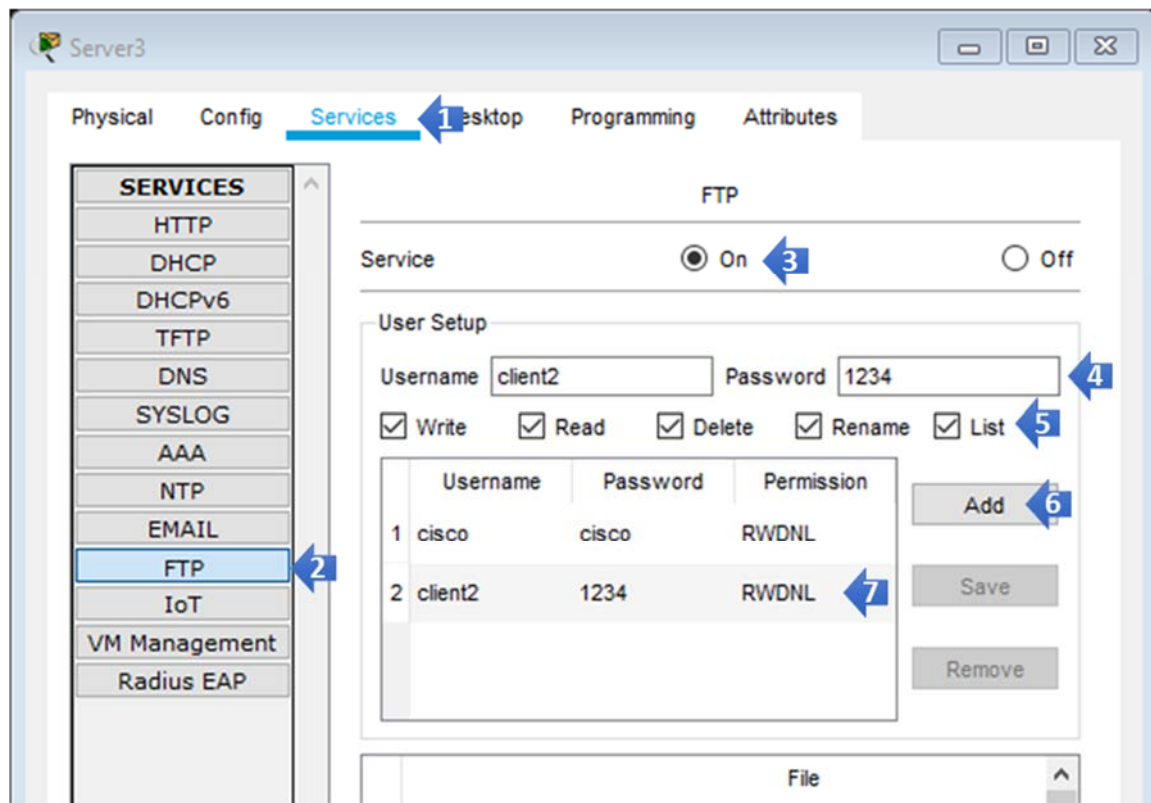 Server3
Physical Config Services 1 esktop Programming Attributes
SERVICES
HTTP
DHCP
DHCPv6
TFTP
DNS
SYSLOG
AAA
NTP
EMAIL
FTP 2
IoT
VM Management
Radius EAP
FTP
Service On 3 Off
User Setup
Username client2 Password 1234 4
Write Read Delete Rename List 5
Username Password Permission
1 cisco cisco RWDNL
2 client2 1234 RWDNL 7
Add 6
Save
Remove
File